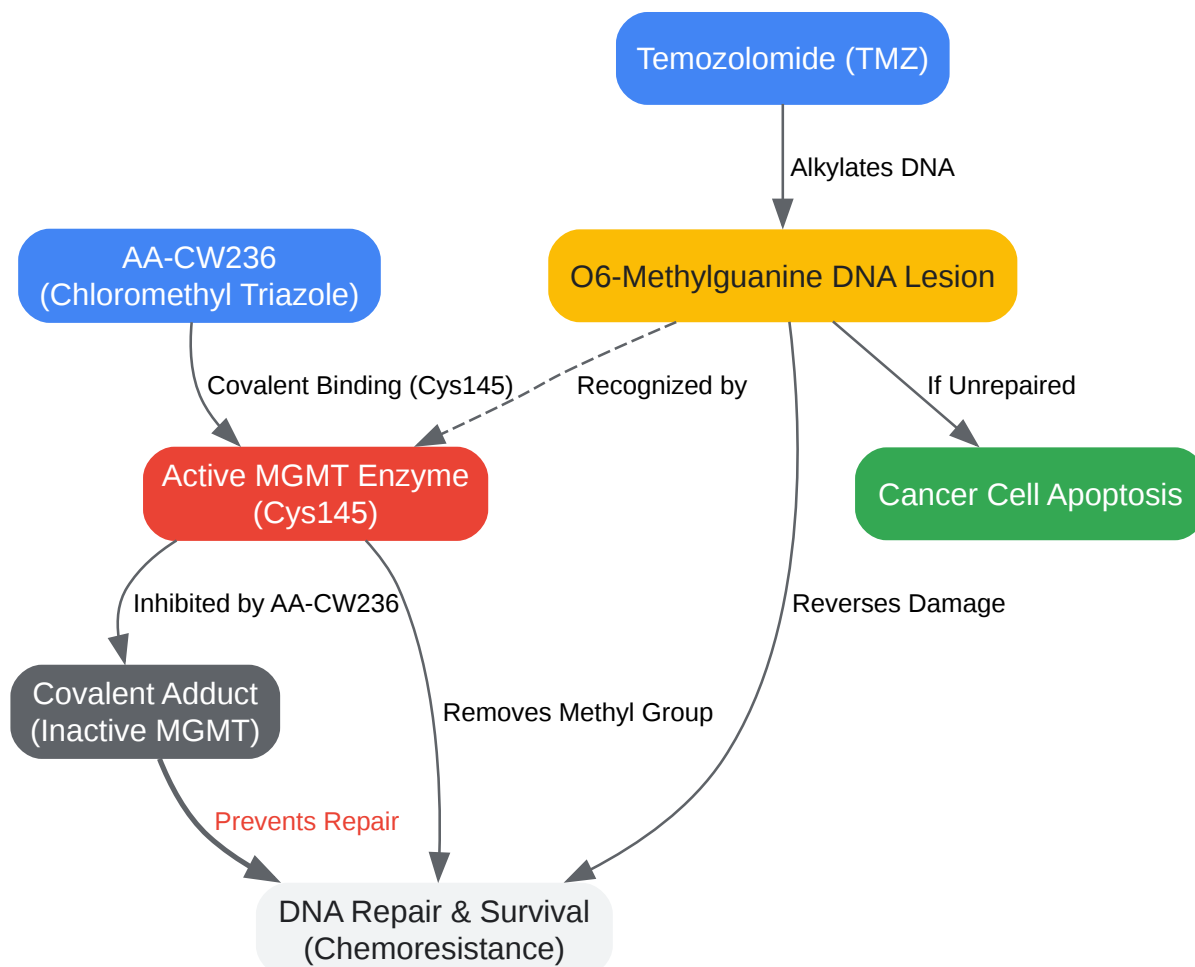 Temozolomide (TMZ)
Alkylates DNA
AA-CW236
(Chloromethyl Triazole)
O6-Methylguanine DNA Lesion
Covalent Binding (Cys145)
Recognized by
If Unrepaired
Active MGMT Enzyme
(Cys145)
Cancer Cell Apoptosis
Inhibited by AA-CW236
Reverses Damage
Covalent Adduct
(Inactive MGMT)
Removes Methyl Group
Prevents Repair
DNA Repair & Survival
(Chemoresistance)